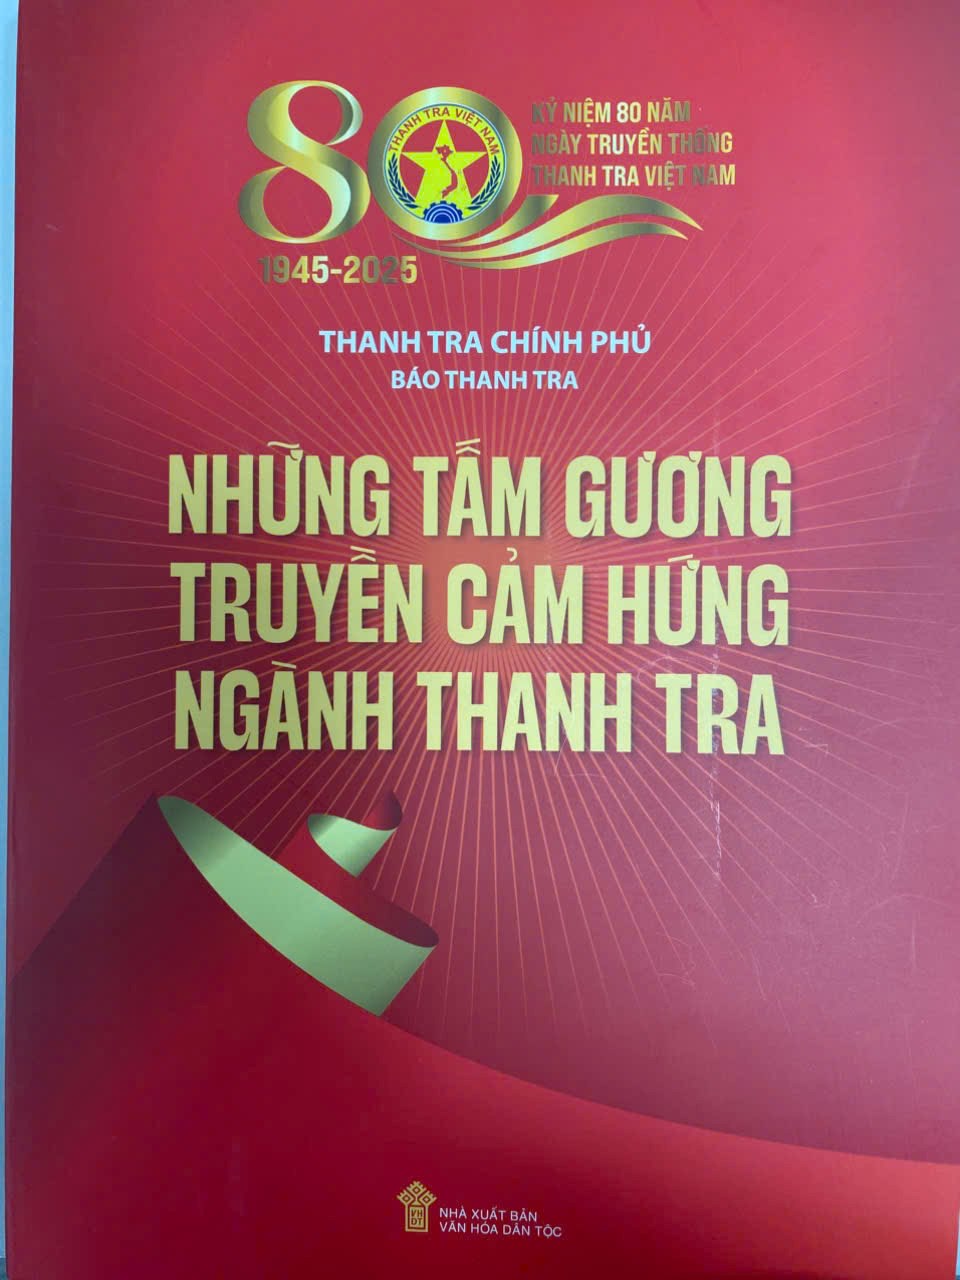 80
THANH TRA VIỆT NAM
KỶ NIỆM 80 NĂM
NGÀY TRUYỀN THỐNG
THANH TRA VIỆT NAM
1945-2025
THANH TRA CHÍNH PHỦ
BÁO THANH TRA
NHỮNG TẤM GƯƠNG
TRUYỀN CẢM HỨNG
NGÀNH THANH TRA
VH
DT
NHÀ XUẤT BẢN
VĂN HÓA DÂN TỘC